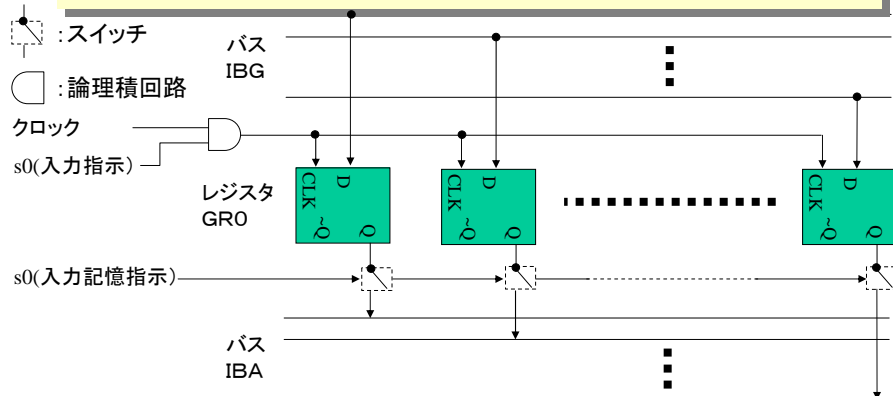 :スイッチ
:論理積回路
バス
IBG
クロック
s0(入力指示)
レジスタ
GR0
CLK D ~Q Q
CLK D ~Q Q
CLK D ~Q Q
s0(入力記憶指示)
バス
IBA